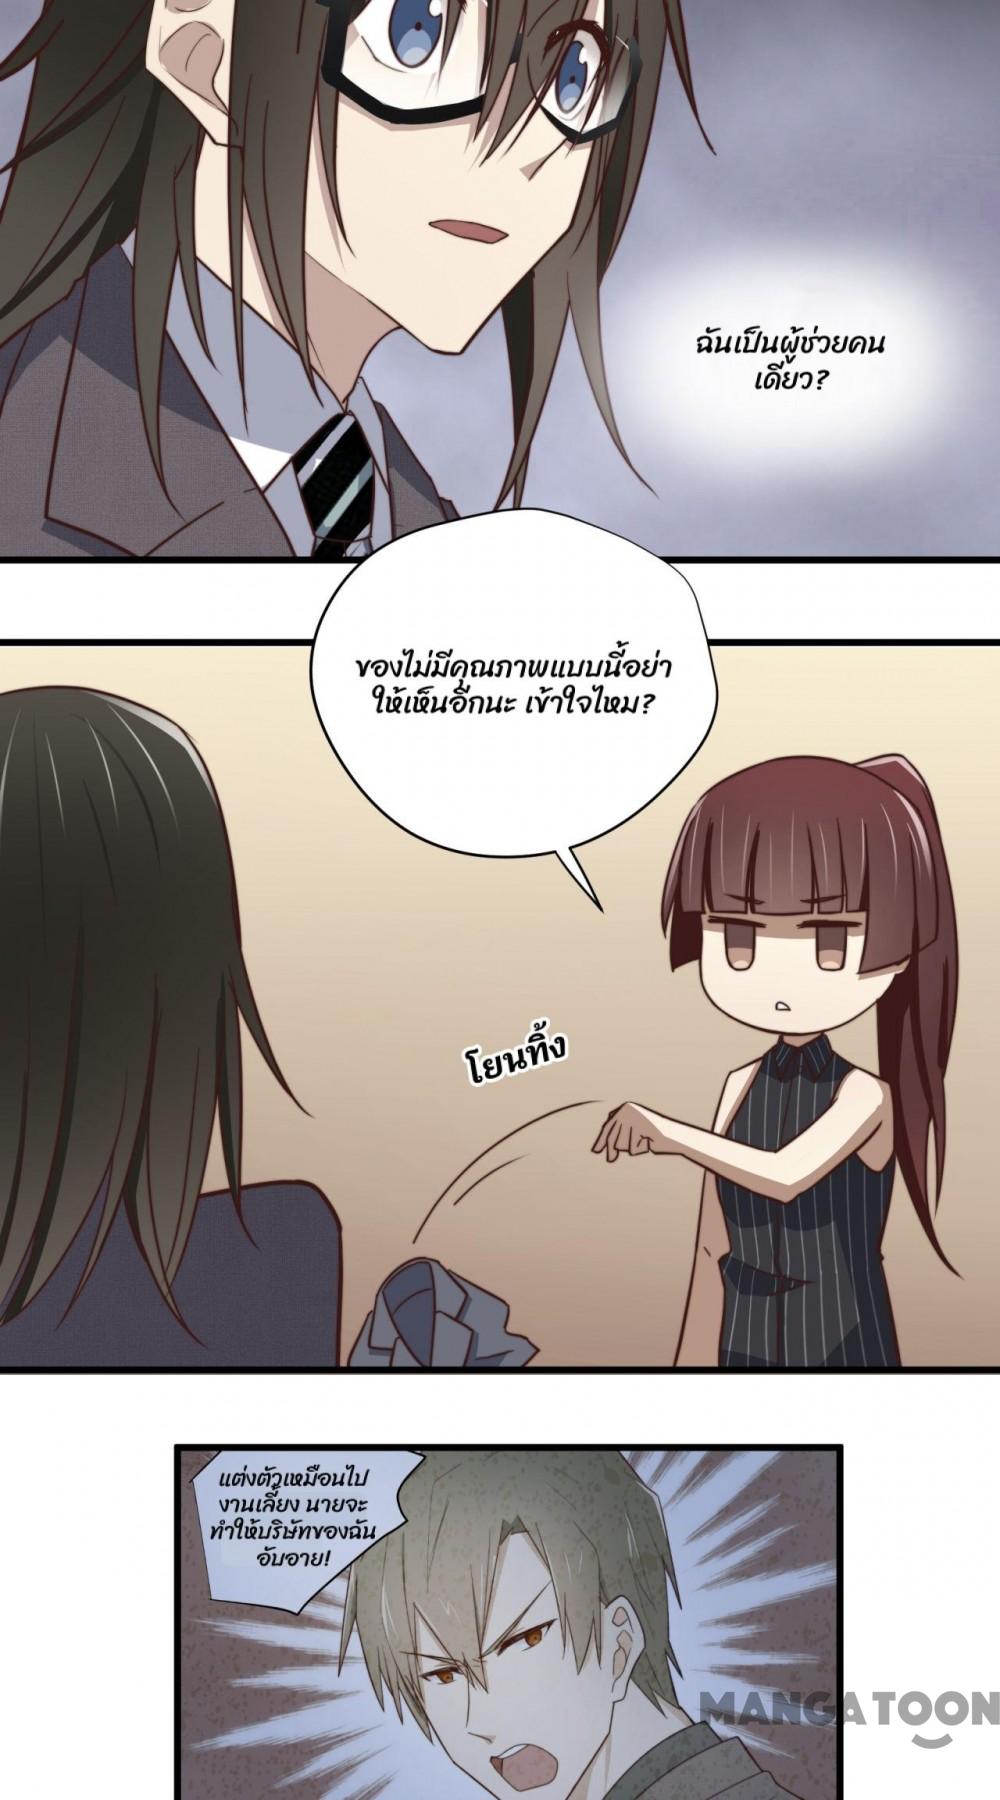 ฉันเป็นผู้ช่วยคน
เดียว?
ของไม่มีคุณภาพแบบนี้อย่า
ให้เห็นอีกนะ เข้าใจไหม?
โยนทิ้ง
แต่งตัวเหมือนไป
งานเลี้ยง นายจะ
ทำให้บริษัทของฉัน
อับอาย!
MANGATOON